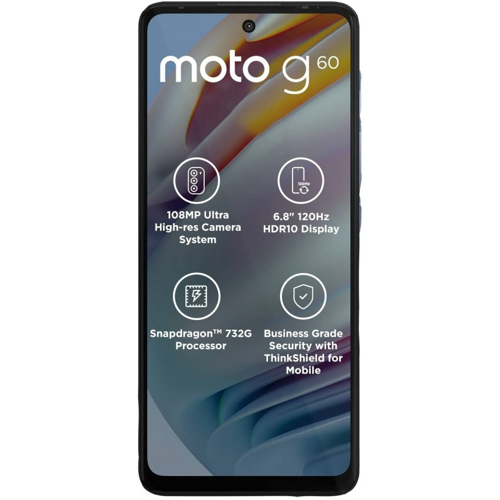 moto g 60
120Hz
108MP Ultra
High-res Camera
System
6.8" 120Hz
HDR10 Display
Snapdragon™ 732G
Processor
Business Grade
Security with
ThinkShield for
Mobile